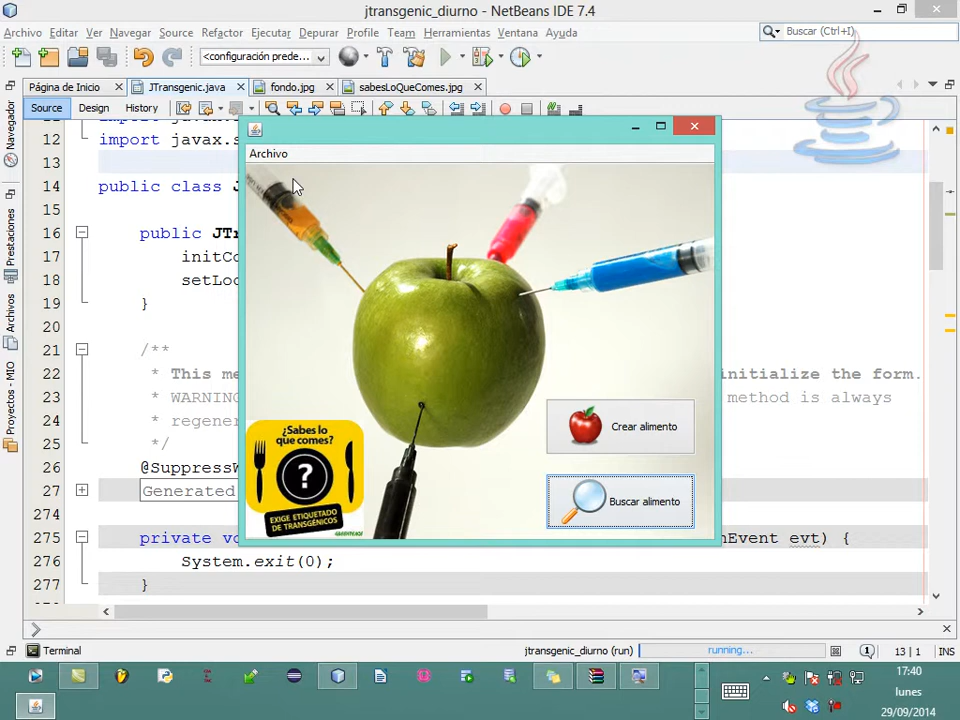 jtransgenic_diurno - NetBeans IDE 7.4
Archivo Editar Ver Navegar Source Refactor Ejecutar Depurar Profile Team Herramientas Ventana Ayuda
Buscar (Ctrl+I)
<configuración prede...
Página de Inicio
JTransgenic.java
fondo.jpg
sabesLoQueComes.jpg
Source Design History
Navegador
Prestaciones
Archivos
Proyectos - MIO
12 import javax.s
13
14 public class J
15
16 public JTr
17 initCo
18 setLoc
19 }
20
21 /**
22 * This me nitialize the form.
23 * WARNING method is always
24 * regener
25 */
26 @SuppressW
27 Generated
274
275 private vo nEvent evt) {
276 System.exit(0);
277 }
Archivo
¿Sabes lo
que comes?
?
EXIGE ETIQUETADO
DE TRANSGÉNICOS
GREENPEACE
Crear alimento
Buscar alimento
Terminal
jtransgenic_diurno (run)
running...
13 | 1
INS
17:40
lunes
29/09/2014